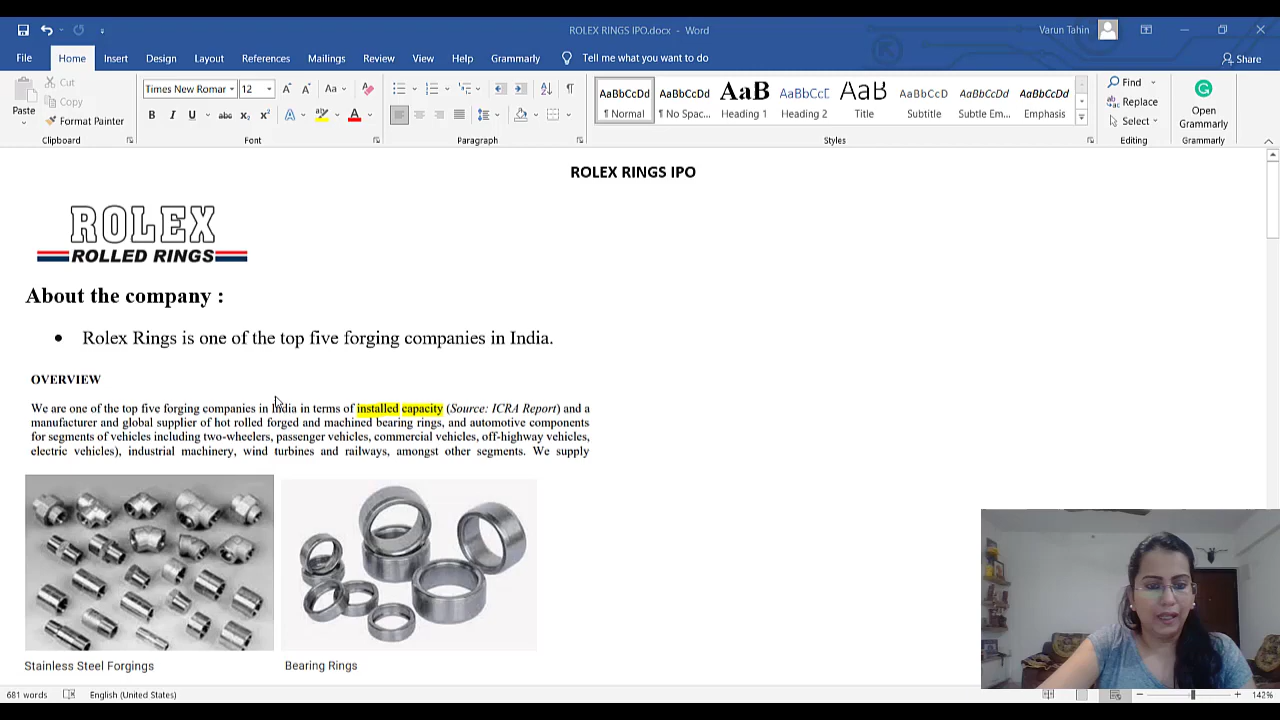 ROLEX RINGS IPO.docx - Word
Varun Tahin
File Home Insert Design Layout References Mailings Review View Help Grammarly Tell me what you want to do Share
Paste
Cut
Copy
Format Painter
Clipboard
Times New Romar 12
Aa
B I U abc X₂ X² A A
Font
Paragraph
AaBbCcDd AaBbCcDd AaB AaBbCcD AaB AaBbCcD AaBbCcDd AaBbCcDd
¶ Normal ¶ No Spac... Heading 1 Heading 2 Title Subtitle Subtle Em... Emphasis
Styles
Find
Replace
Select
Editing
Open
Grammarly
Grammarly
ROLEX RINGS IPO
ROLEX
ROLLED RINGS
About the company :
• Rolex Rings is one of the top five forging companies in India.
OVERVIEW
We are one of the top five forging companies in India in terms of installed capacity (Source: ICRA Report) and a
manufacturer and global supplier of hot rolled forged and machined bearing rings, and automotive components
for segments of vehicles including two-wheelers, passenger vehicles, commercial vehicles, off-highway vehicles,
electric vehicles), industrial machinery, wind turbines and railways, amongst other segments. We supply
Stainless Steel Forgings
Bearing Rings
681 words English (United States)
142%